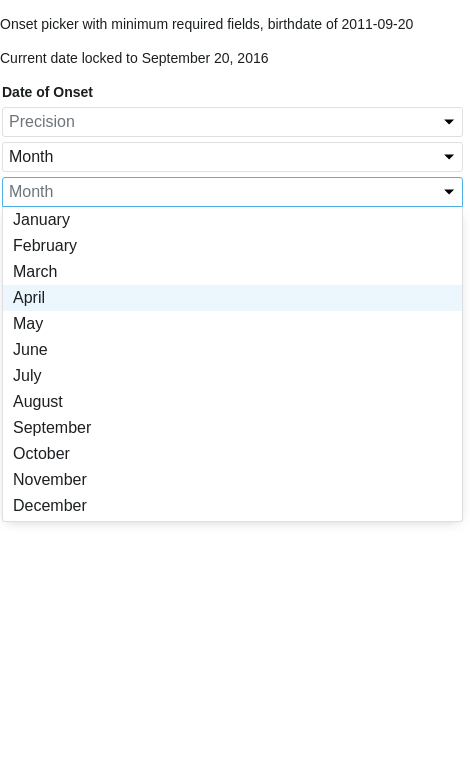 Onset picker with minimum required fields, birthdate of 2011-09-20
Current date locked to September 20, 2016
Date of Onset
Precision
Month
Month
January
February
March
April
May
June
July
August
September
October
November
December